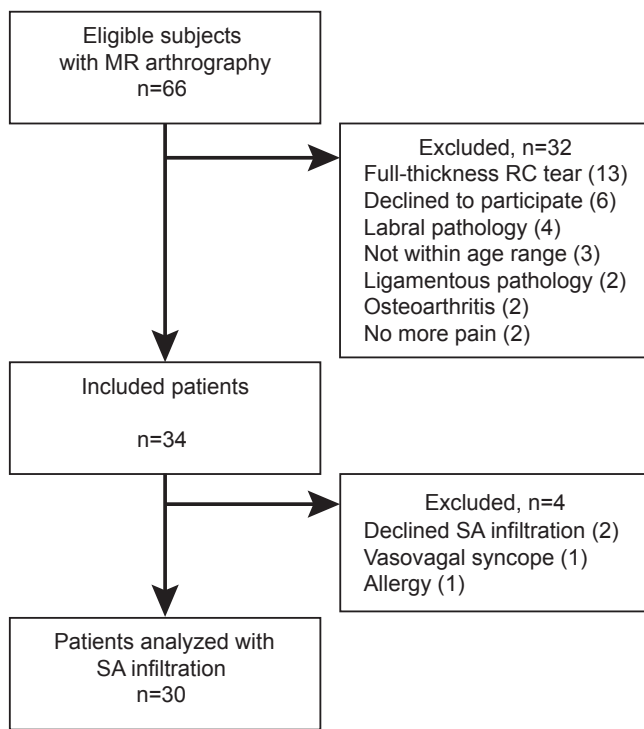 Eligible subjects
with MR arthrography
n=66
Excluded, n=32
Full-thickness RC tear (13)
Declined to participate (6)
Labral pathology (4)
Not within age range (3)
Ligamentous pathology (2)
Osteoarthritis (2)
No more pain (2)
Included patients
n=34
Excluded, n=4
Declined SA infiltration (2)
Vasovagal syncope (1)
Allergy (1)
Patients analyzed with
SA infiltration
n=30